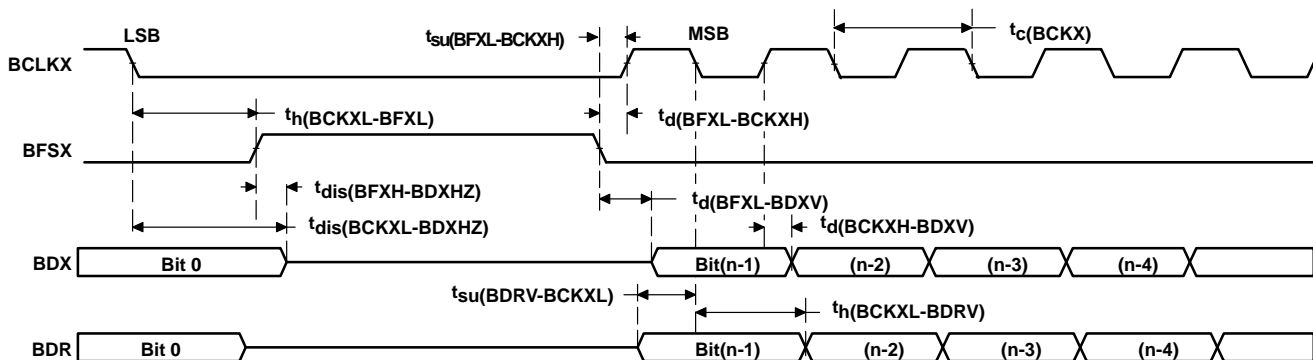 LSB
tsu(BFXL-BCKXH)
MSB
tc(BCKX)
BCLKX
th(BCKXL-BFXL)
td(BFXL-BCKXH)
BFSX
tdis(BFXH-BDXHZ)
td(BFXL-BDXV)
tdis(BCKXL-BDXHZ)
td(BCKXH-BDXV)
BDX
Bit 0
Bit(n-1)
(n-2)
(n-3)
(n-4)
tsu(BDRV-BCKXL)
th(BCKXL-BDRV)
BDR
Bit 0
Bit(n-1)
(n-2)
(n-3)
(n-4)